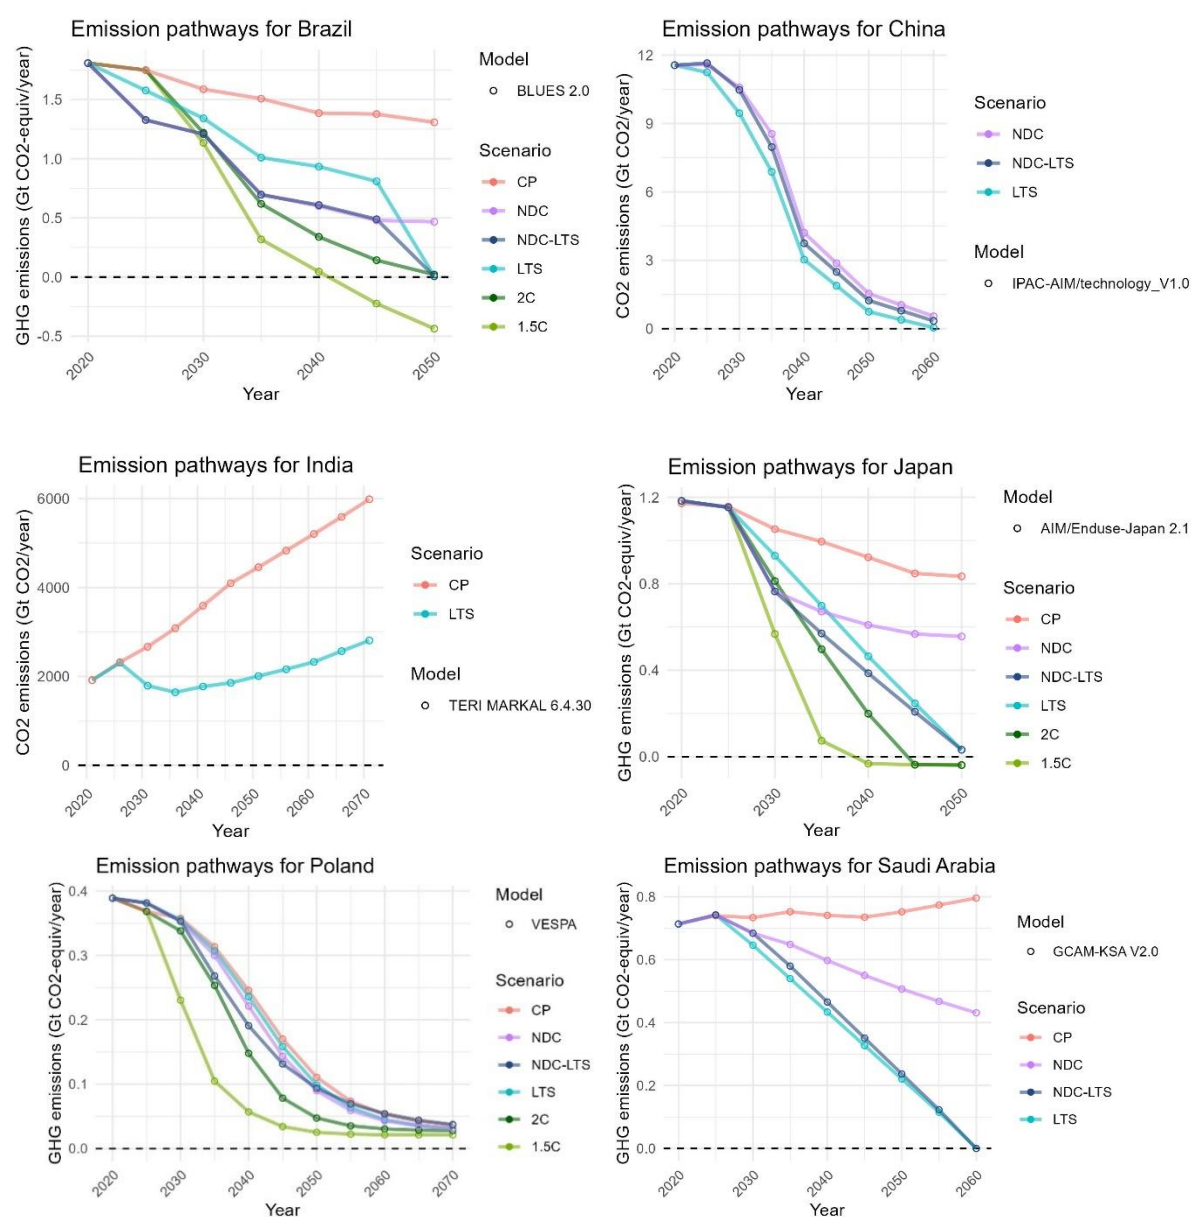 Emission pathways for Brazil
GHG emissions (Gt CO2-equiv/year)
1.5
1.0
0.5
0.0
-0.5
2020
2030
2040
2050
Year
Model
BLUES 2.0
Scenario
CP
NDC
NDC-LTS
LTS
2C
1.5C
Emission pathways for China
CO2 emissions (Gt CO2/year)
12
9
6
3
0
2020
2030
2040
2050
2060
Year
Scenario
NDC
NDC-LTS
LTS
Model
IPAC-AIM/technology_V1.0
Emission pathways for India
CO2 emissions (Gt CO2/year)
6000
4000
2000
0
2020
2030
2040
2050
2060
2070
Year
Scenario
CP
LTS
Model
TERI MARKAL 6.4.30
Emission pathways for Japan
GHG emissions (Gt CO2-equiv/year)
1.2
0.8
0.4
0.0
2020
2030
2040
2050
Year
Model
AIM/Enduse-Japan 2.1
Scenario
CP
NDC
NDC-LTS
LTS
2C
1.5C
Emission pathways for Poland
GHG emissions (Gt CO2-equiv/year)
0.4
0.3
0.2
0.1
0.0
2020
2030
2040
2050
2060
2070
Year
Model
VESPA
Scenario
CP
NDC
NDC-LTS
LTS
2C
1.5C
Emission pathways for Saudi Arabia
GHG emissions (Gt CO2-equiv/year)
0.8
0.6
0.4
0.2
0.0
2020
2030
2040
2050
2060
Year
Model
GCAM-KSA V2.0
Scenario
CP
NDC
NDC-LTS
LTS